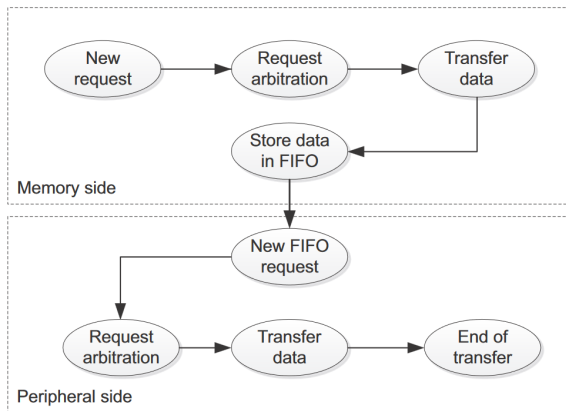 New
request
Request
arbitration
Transfer
data
Store data
in FIFO
Memory side
New FIFO
request
Request
arbitration
Transfer
data
End of
transfer
Peripheral side